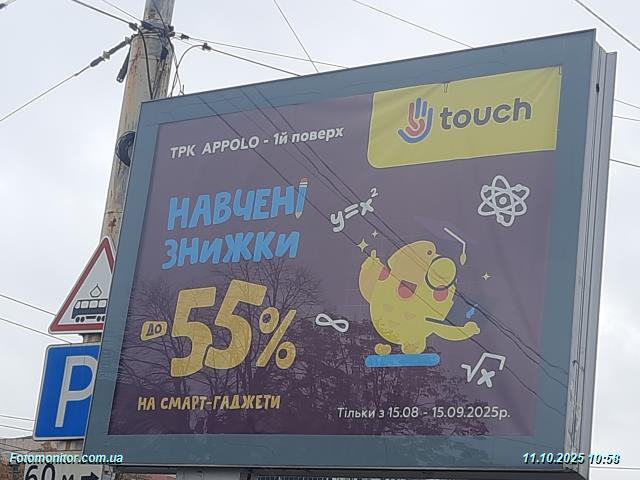 touch
ТРК APPOLO - 1й поверх
НАВЧЕНІ
ЗНИЖКИ
y=x²
ДО 55%
√x
НА СМАРТ-ГАДЖЕТИ
Тільки з 15.08 - 15.09.2025р.
P
60 м
Fotomonitor.com.ua
11.10.2025 10:58